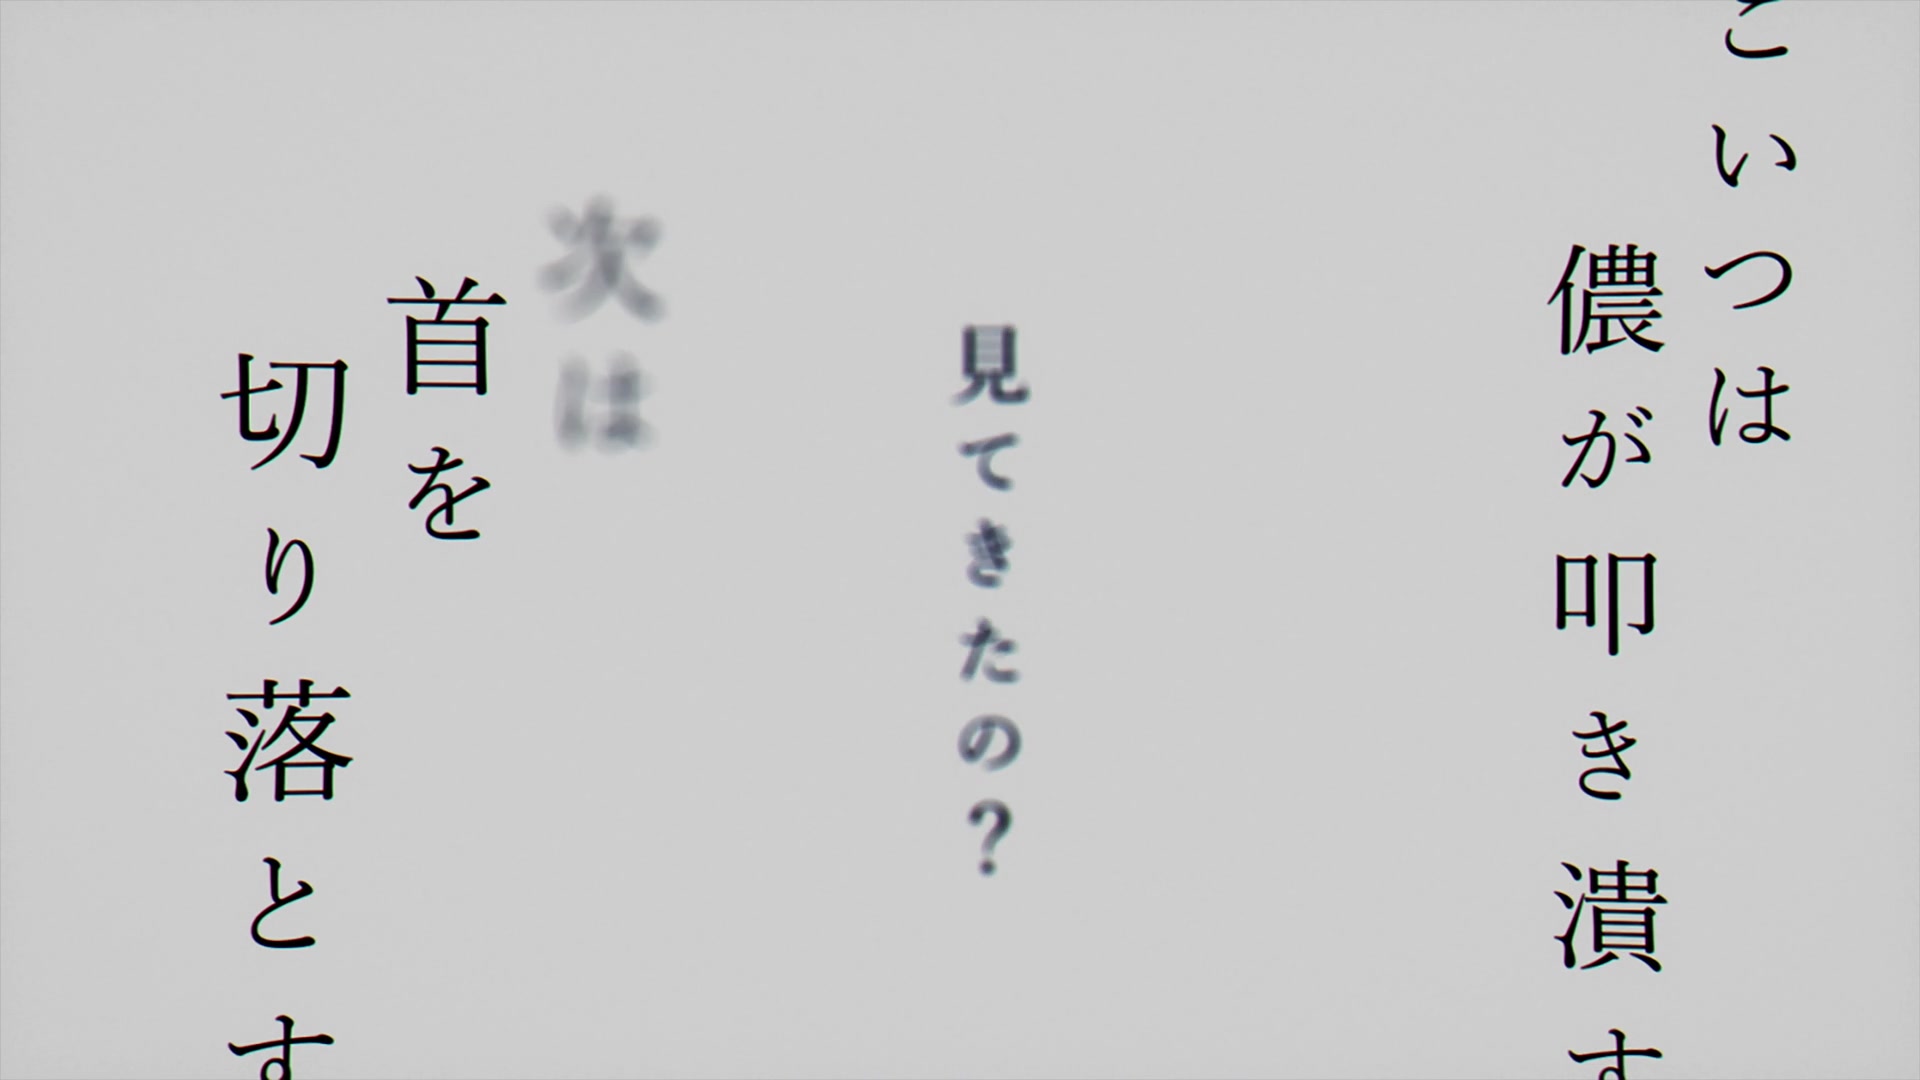 こいつは
儂が叩き潰す
見てきたの？
次は
首を
切り落とす